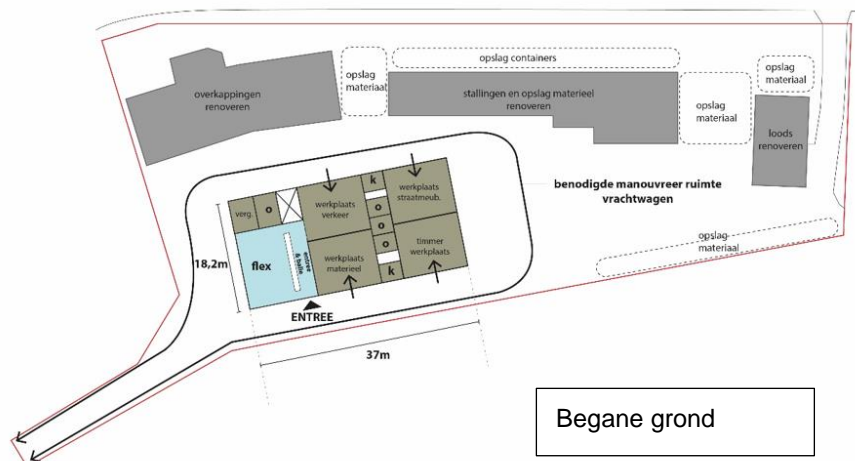 opslag containers
overkappingen
renoveren
opslag
materiaal
stallingen en opslag materieel
renoveren
opslag
materiaal
opslag
materiaal
loods
renoveren
benodigde manouvreer ruimte
vrachtwagen
opslag
materiaal
verg.
o
werkplaats
verkeer
k
o
o
o
k
werkplaats
straatmeub.
flex
entree
& balie
werkplaats
materieel
timmer
werkplaats
18,2m
ENTREE
37m
Begane grond